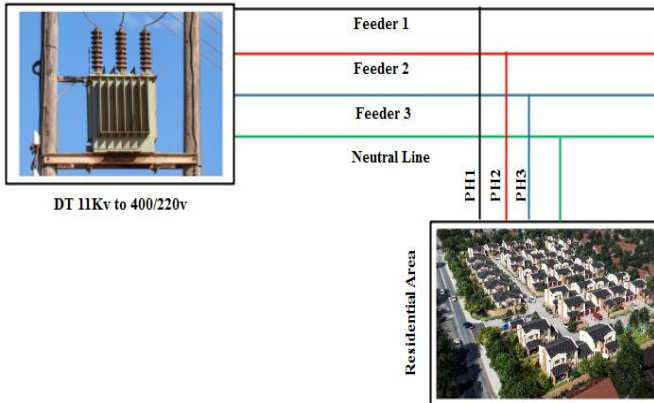 Feeder 1
Feeder 2
Feeder 3
Neutral Line
DT 11Kv to 400/220v
PH1
PH2
PH3
Residential Area